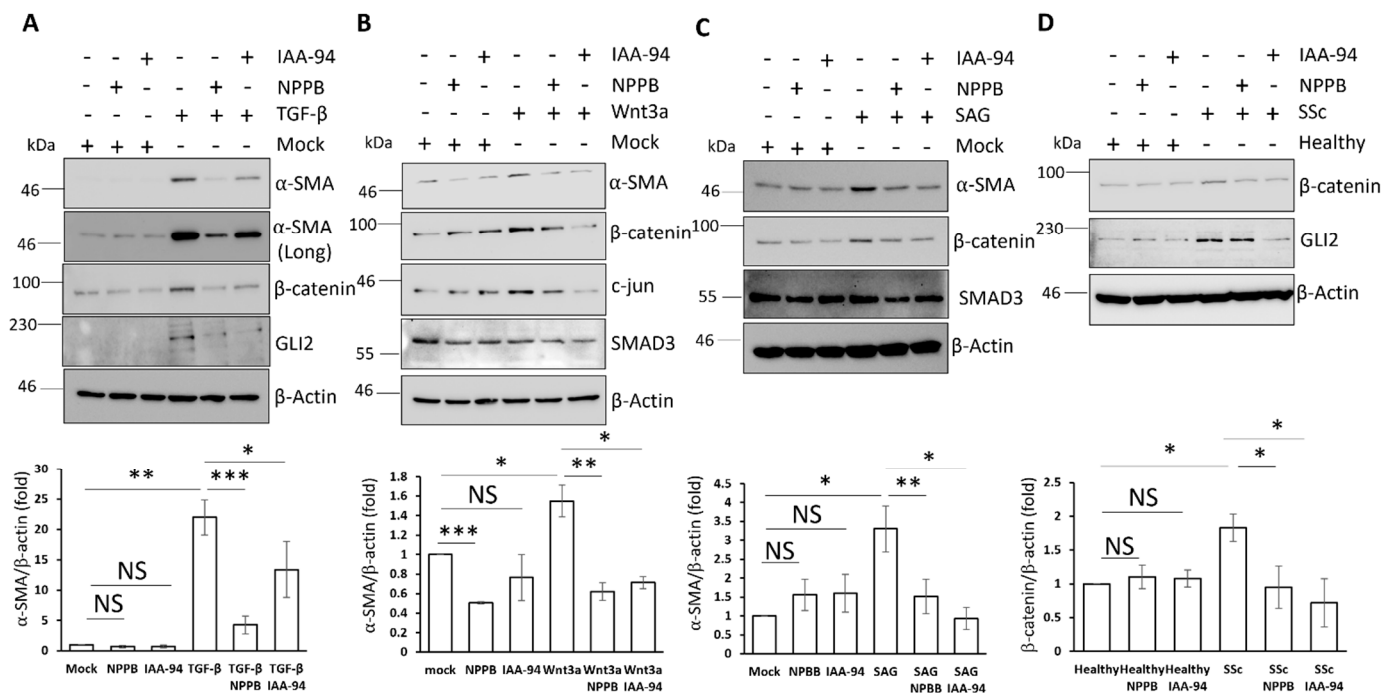 A
- - + - - + IAA-94
- + - - + - NPPB
- - - + + + TGF-β
kDa + + + - - - Mock
46 α-SMA
46 α-SMA
(Long)
100 β-catenin
230 GLI2
46 β-Actin
B
- - + - - + IAA-94
- + - - + - NPPB
- - - + + + Wnt3a
kDa + + + - - - Mock
46 α-SMA
100 β-catenin
46 c-jun
55 SMAD3
46 β-Actin
C
- - + - - + IAA-94
- + - - + - NPPB
- - - + + + SAG
kDa + + + - - - Mock
46 α-SMA
100 β-catenin
55 SMAD3
46 β-Actin
D
- - + - - + IAA-94
- + - - + - NPPB
- - - + + + SSc
kDa + + + - - - Healthy
100 β-catenin
230 GLI2
46 β-Actin
α-SMA/β-actin (fold)
30
25
20
15
10
5
0
*
** ***
NS
NS
Mock NPPB IAA-94 TGF-β TGF-β TGF-β
NPPB IAA-94
α-SMA/β-actin (fold)
1.8
1.6
1.4
1.2
1
0.8
0.6
0.4
0.2
0
*
* **
NS
***
mock NPPB IAA-94 Wnt3a Wnt3a Wnt3a
NPPB IAA-94
α-SMA/β-actin (fold)
4.5
4
3.5
3
2.5
2
1.5
1
0.5
0
*
* **
NS
NS
Mock NPBB IAA-94 SAG SAG SAG
NPBB IAA-94
β-catenin/β-actin (fold)
2.5
2
1.5
1
0.5
0
*
* *
NS
NS
Healthy Healthy Healthy SSc SSc SSc
NPPB IAA-94 NPPB IAA-94